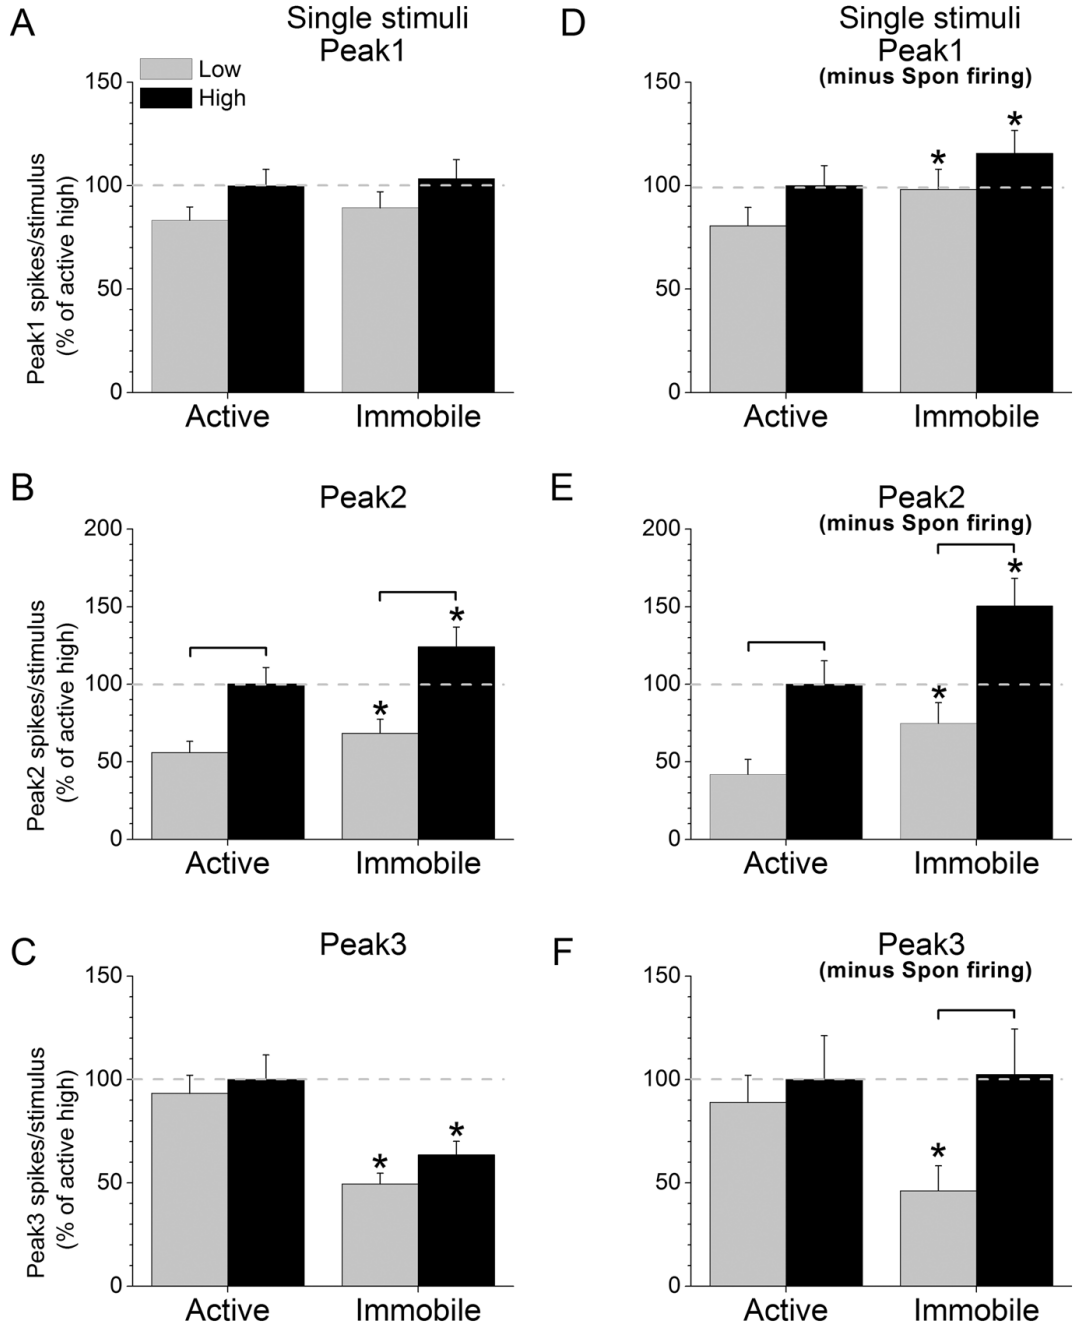 A
Single stimuli
Peak1
Low
High
150
100
50
0
Peak1 spikes/stimulus
(% of active high)
Active
Immobile
D
Single stimuli
Peak1
(minus Spon firing)
150
100
50
0
*
*
Active
Immobile
B
Peak2
200
150
100
50
0
Peak2 spikes/stimulus
(% of active high)
*
*
Active
Immobile
E
Peak2
(minus Spon firing)
200
150
100
50
0
*
*
Active
Immobile
C
Peak3
150
100
50
0
Peak3 spikes/stimulus
(% of active high)
*
*
Active
Immobile
F
Peak3
(minus Spon firing)
150
100
50
0
*
Active
Immobile